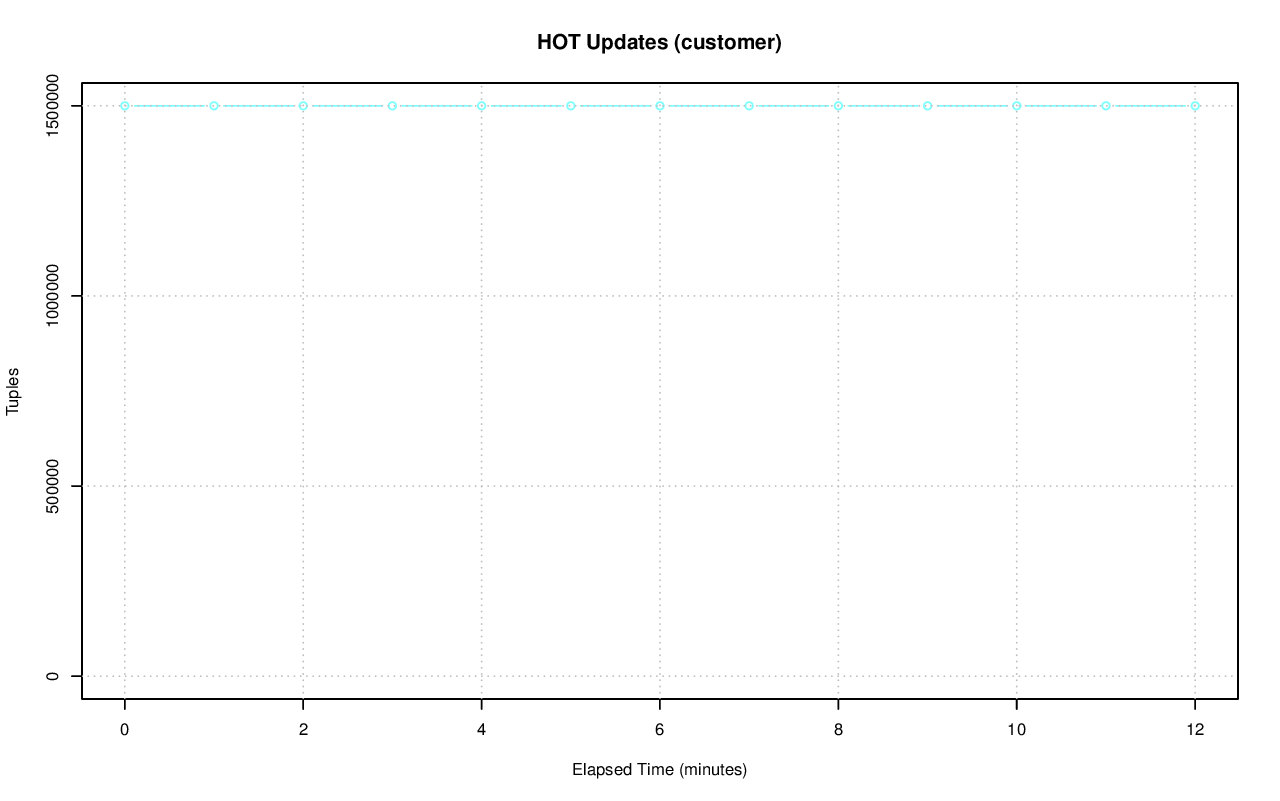 HOT Updates (customer)
1500000
1000000
500000
0
Tuples
0 2 4 6 8 10 12
Elapsed Time (minutes)